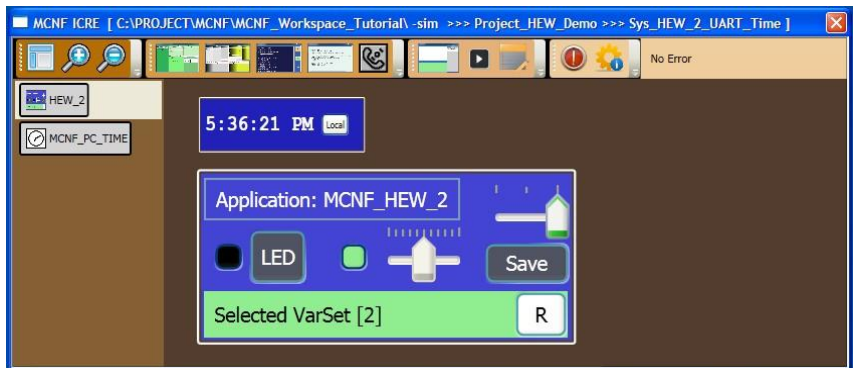 MCNF ICRE [ C:\PROJECT\MCNF\MCNF_Workspace_Tutorial\ -sim >>> Project_HEW_Demo >>> Sys_HEW_2_UART_Time ]
No Error
HEW_2
MCNF_PC_TIME
5:36:21 PM Local
Application: MCNF_HEW_2
LED
Save
Selected VarSet [2]
R